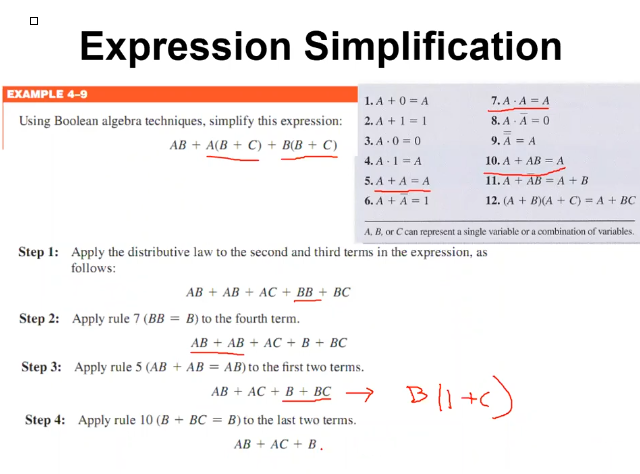 Expression Simplification
EXAMPLE 4–9
Using Boolean algebra techniques, simplify this expression:
AB + A(B + C) + B(B + C)
1. A + 0 = A
2. A + 1 = 1
3. A · 0 = 0
4. A · 1 = A
5. A + A = A
6. A + A̅ = 1
7. A · A = A
8. A · A̅ = 0
9. A̿ = A
10. A + AB = A
11. A + A̅B = A + B
12. (A + B)(A + C) = A + BC
A, B, or C can represent a single variable or a combination of variables.
Step 1: Apply the distributive law to the second and third terms in the expression, as
follows:
AB + AB + AC + BB + BC
Step 2: Apply rule 7 (BB = B) to the fourth term.
AB + AB + AC + B + BC
Step 3: Apply rule 5 (AB + AB = AB) to the first two terms.
AB + AC + B + BC → B(1+C)
Step 4: Apply rule 10 (B + BC = B) to the last two terms.
AB + AC + B.